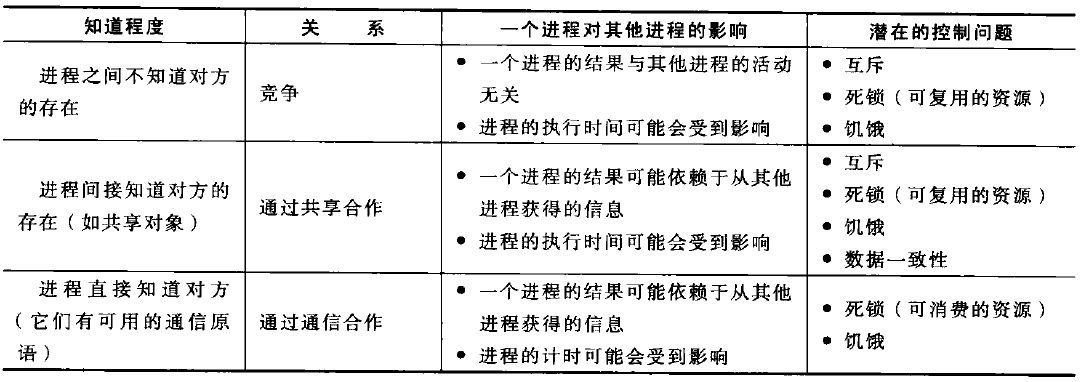 知道程度
关 系
一个进程对其他进程的影响
潜在的控制问题
进程之间不知道对方
的存在
竞争
● 一个进程的结果与其他进程的活动
无关
● 进程的执行时间可能会受到影响
● 互斥
● 死锁（可复用的资源）
● 饥饿
进程间接知道对方的
存在（如共享对象）
通过共享合作
● 一个进程的结果可能依赖于从其他
进程获得的信息
● 进程的执行时间可能会受到影响
● 互斥
● 死锁（可复用的资源）
● 饥饿
● 数据一致性
进程直接知道对方
（它们有可用的通信原
语）
通过通信合作
● 一个进程的结果可能依赖于从其他
进程获得的信息
● 进程的计时可能会受到影响
● 死锁（可消费的资源）
● 饥饿